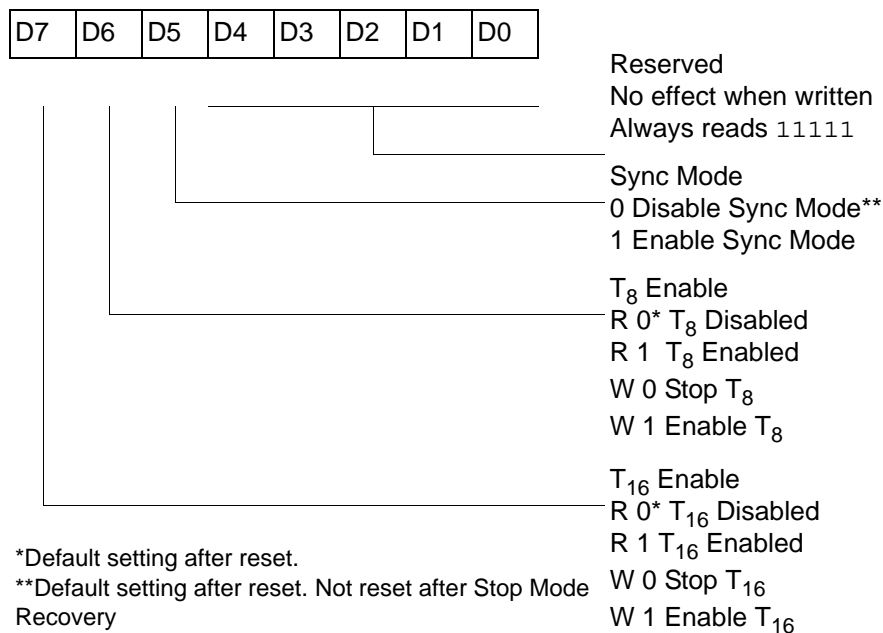 D7 D6 D5 D4 D3 D2 D1 D0
Reserved
No effect when written
Always reads 11111
Sync Mode
0 Disable Sync Mode**
1 Enable Sync Mode
T8 Enable
R 0* T8 Disabled
R 1 T8 Enabled
W 0 Stop T8
W 1 Enable T8
T16 Enable
R 0* T16 Disabled
R 1 T16 Enabled
W 0 Stop T16
W 1 Enable T16
*Default setting after reset.
**Default setting after reset. Not reset after Stop Mode
Recovery